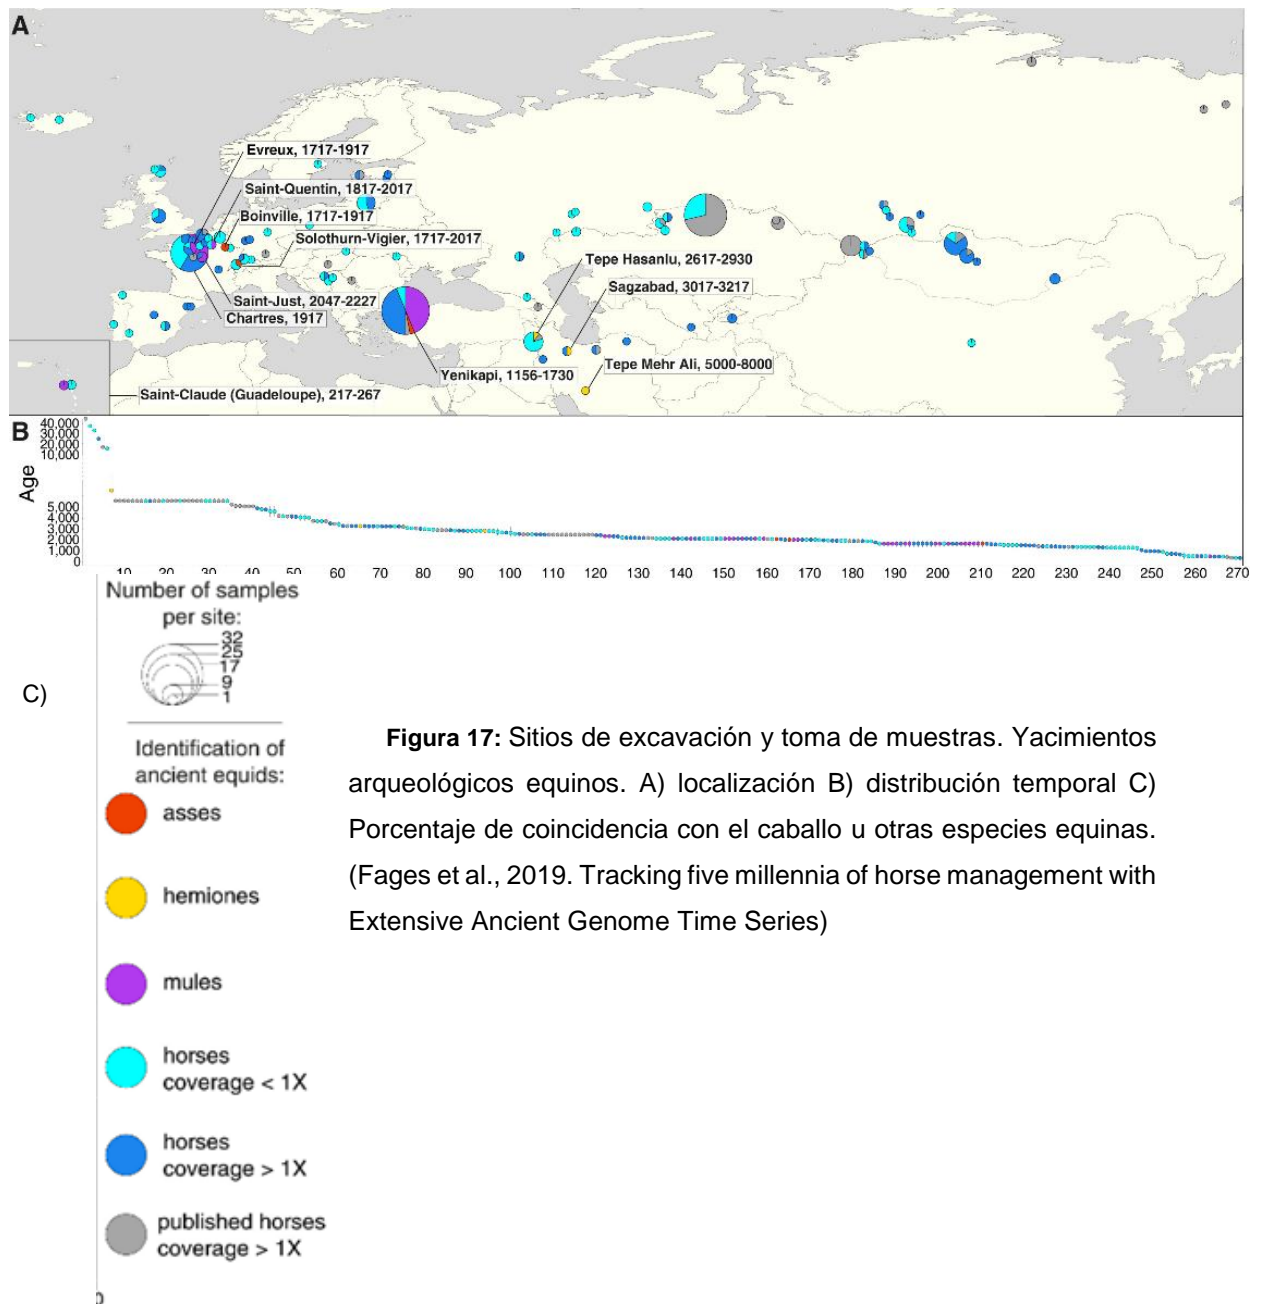 A
Evreux, 1717-1917
Saint-Quentin, 1817-2017
Boinville, 1717-1917
Solothurn-Vigier, 1717-2017
Tepe Hasanlu, 2617-2930
Sagzabad, 3017-3217
Saint-Just, 2047-2227
Chartres, 1917
Yenikapi, 1156-1730
Tepe Mehr Ali, 5000-8000
Saint-Claude (Guadeloupe), 217-267
B
Age
40,000
30,000
20,000
10,000
5,000
4,000
3,000
2,000
1,000
0
10 20 30 40 50 60 70 80 90 100 110 120 130 140 150 160 170 180 190 200 210 220 230 240 250 260 270
Number of samples
per site:
32
25
17
9
1
C)
Identification of
ancient equids:
asses
hemiones
mules
horses
coverage < 1X
horses
coverage > 1X
published horses
coverage > 1X
0
Figura 17: Sitios de excavación y toma de muestras. Yacimientos
arqueológicos equinos. A) localización B) distribución temporal C)
Porcentaje de coincidencia con el caballo u otras especies equinas.
(Fages et al., 2019. Tracking five millennia of horse management with
Extensive Ancient Genome Time Series)